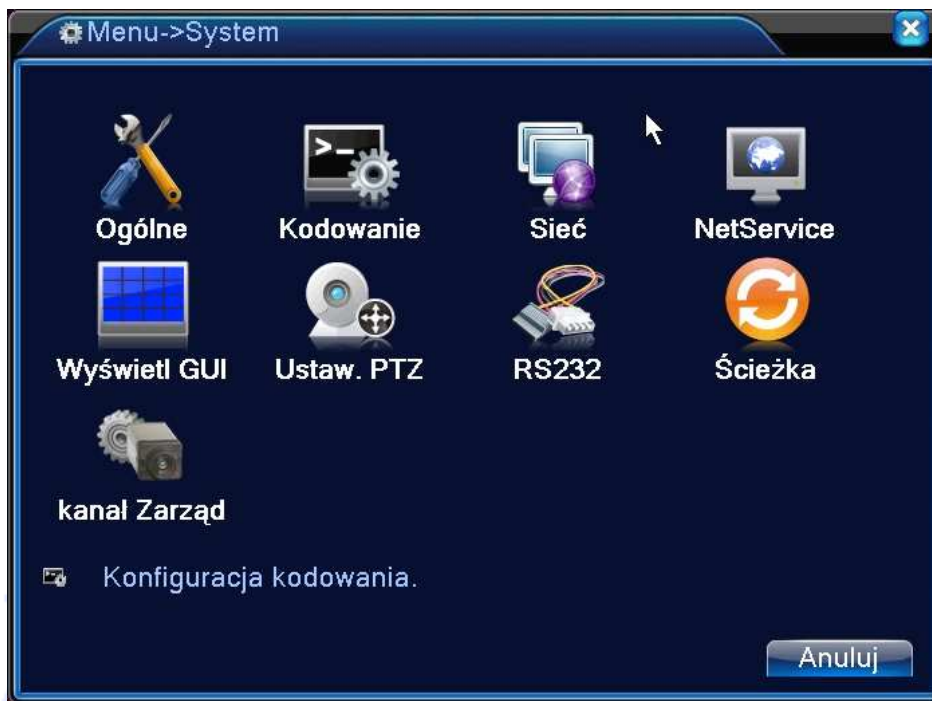 Menu->System
Ogólne Kodowanie Sieć NetService
Wyświetl GUI Ustaw. PTZ RS232 Ścieżka
kanał Zarząd
Konfiguracja kodowania.
Anuluj